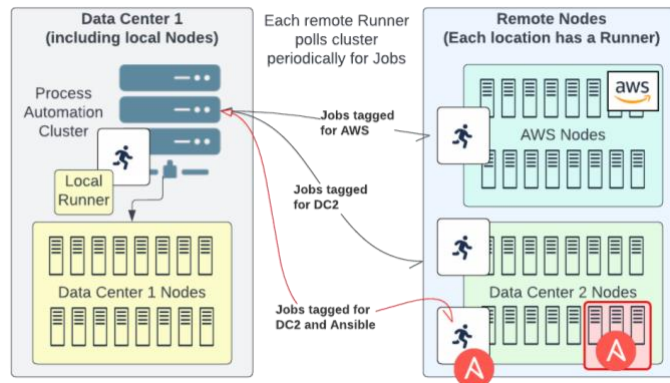 Data Center 1
(including local Nodes)
Process
Automation
Cluster
Local
Runner
Data Center 1 Nodes
Each remote Runner
polls cluster
periodically for Jobs
Jobs tagged
for AWS
Jobs tagged
for DC2
Jobs tagged for
DC2 and Ansible
Remote Nodes
(Each location has a Runner)
aws
AWS Nodes
Data Center 2 Nodes
A
A